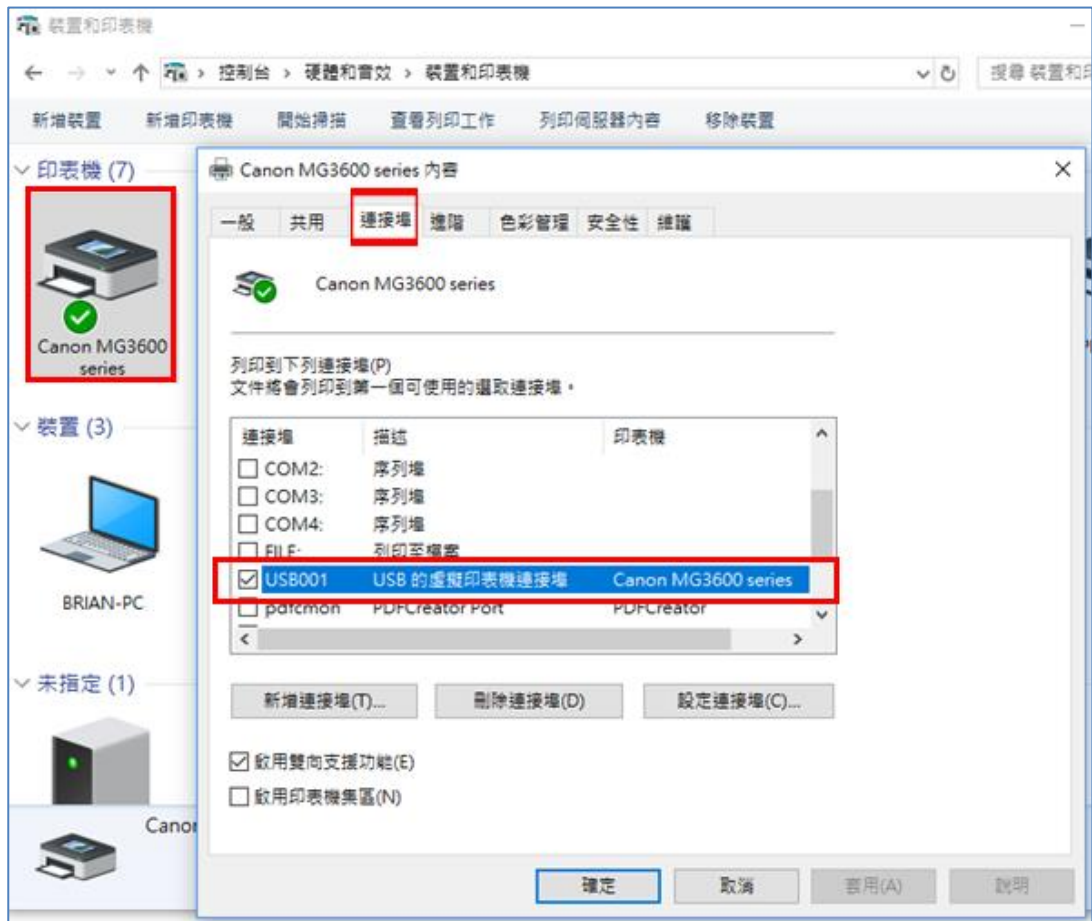 裝置和印表機
控制台 › 硬體和音效 › 裝置和印表機
搜尋 裝置和印
新增裝置 新增印表機 開始掃描 查看列印工作 列印伺服器內容 移除裝置
印表機 (7)
Canon MG3600
series
裝置 (3)
BRIAN-PC
未指定 (1)
Canon
Canon MG3600 series 內容
一般 共用 連接埠 進階 色彩管理 安全性 維護
Canon MG3600 series
列印到下列連接埠(P)
文件將會列印到第一個可使用的選取連接埠。
連接埠 描述 印表機
COM2: 序列埠
COM3: 序列埠
COM4: 序列埠
FILE: 列印至檔案
USB001 USB 的虛擬印表機連接埠 Canon MG3600 series
pdfcmon PDFCreator Port PDFCreator
新增連接埠(T)... 刪除連接埠(D) 設定連接埠(C)...
啟用雙向支援功能(E)
啟用印表機集區(N)
確定 取消 套用(A) 說明